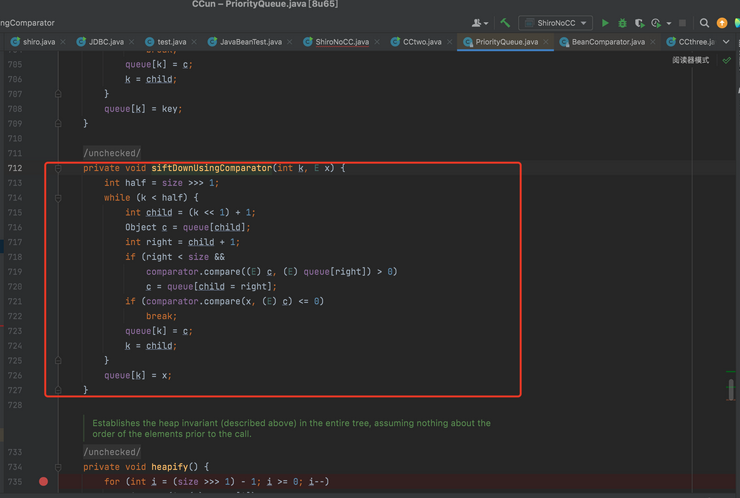 CCun – PriorityQueue.java [8u65]
ngComparator
ShiroNoCC
shiro.java
JDBC.java
test.java
JavaBeanTest.java
ShiroNoCC.java
CCtwo.java
PriorityQueue.java
BeanComparator.java
CCthree.j
阅读器模式
705 queue[k] = c;
706 k = child;
707 }
708 queue[k] = key;
709 }
710
711 /unchecked/
712 private void siftDownUsingComparator(int k, E x) {
713 int half = size >>> 1;
714 while (k < half) {
715 int child = (k << 1) + 1;
716 Object c = queue[child];
717 int right = child + 1;
718 if (right < size &&
719 comparator.compare((E) c, (E) queue[right]) > 0)
720 c = queue[child = right];
721 if (comparator.compare(x, (E) c) <= 0)
722 break;
723 queue[k] = c;
724 k = child;
725 }
726 queue[k] = x;
727 }
728
Establishes the heap invariant (described above) in the entire tree, assuming nothing about the
order of the elements prior to the call.
733 /unchecked/
734 private void heapify() {
735 for (int i = (size >>> 1) - 1; i >= 0; i--)